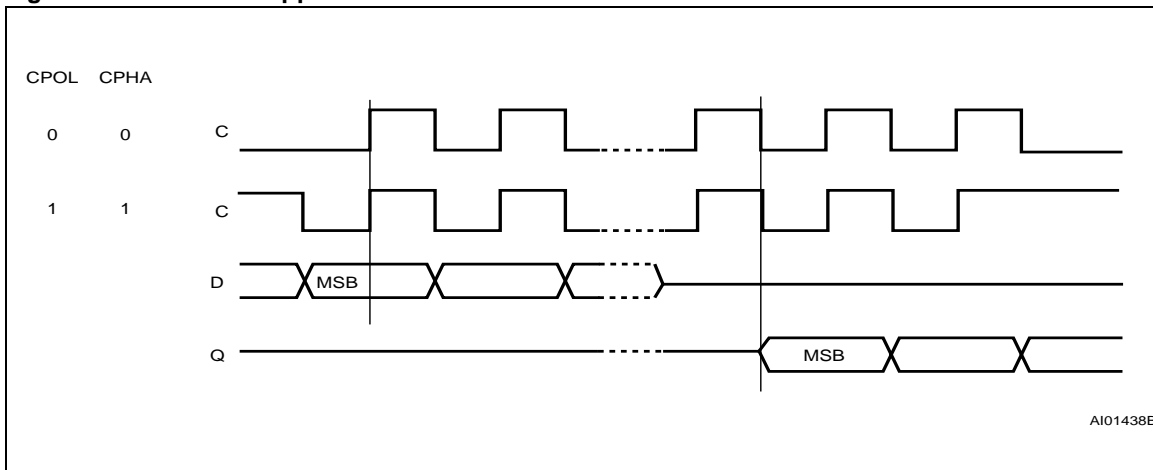 CPOL CPHA
0 0 C
1 1 C
D MSB
Q MSB
AI01438B